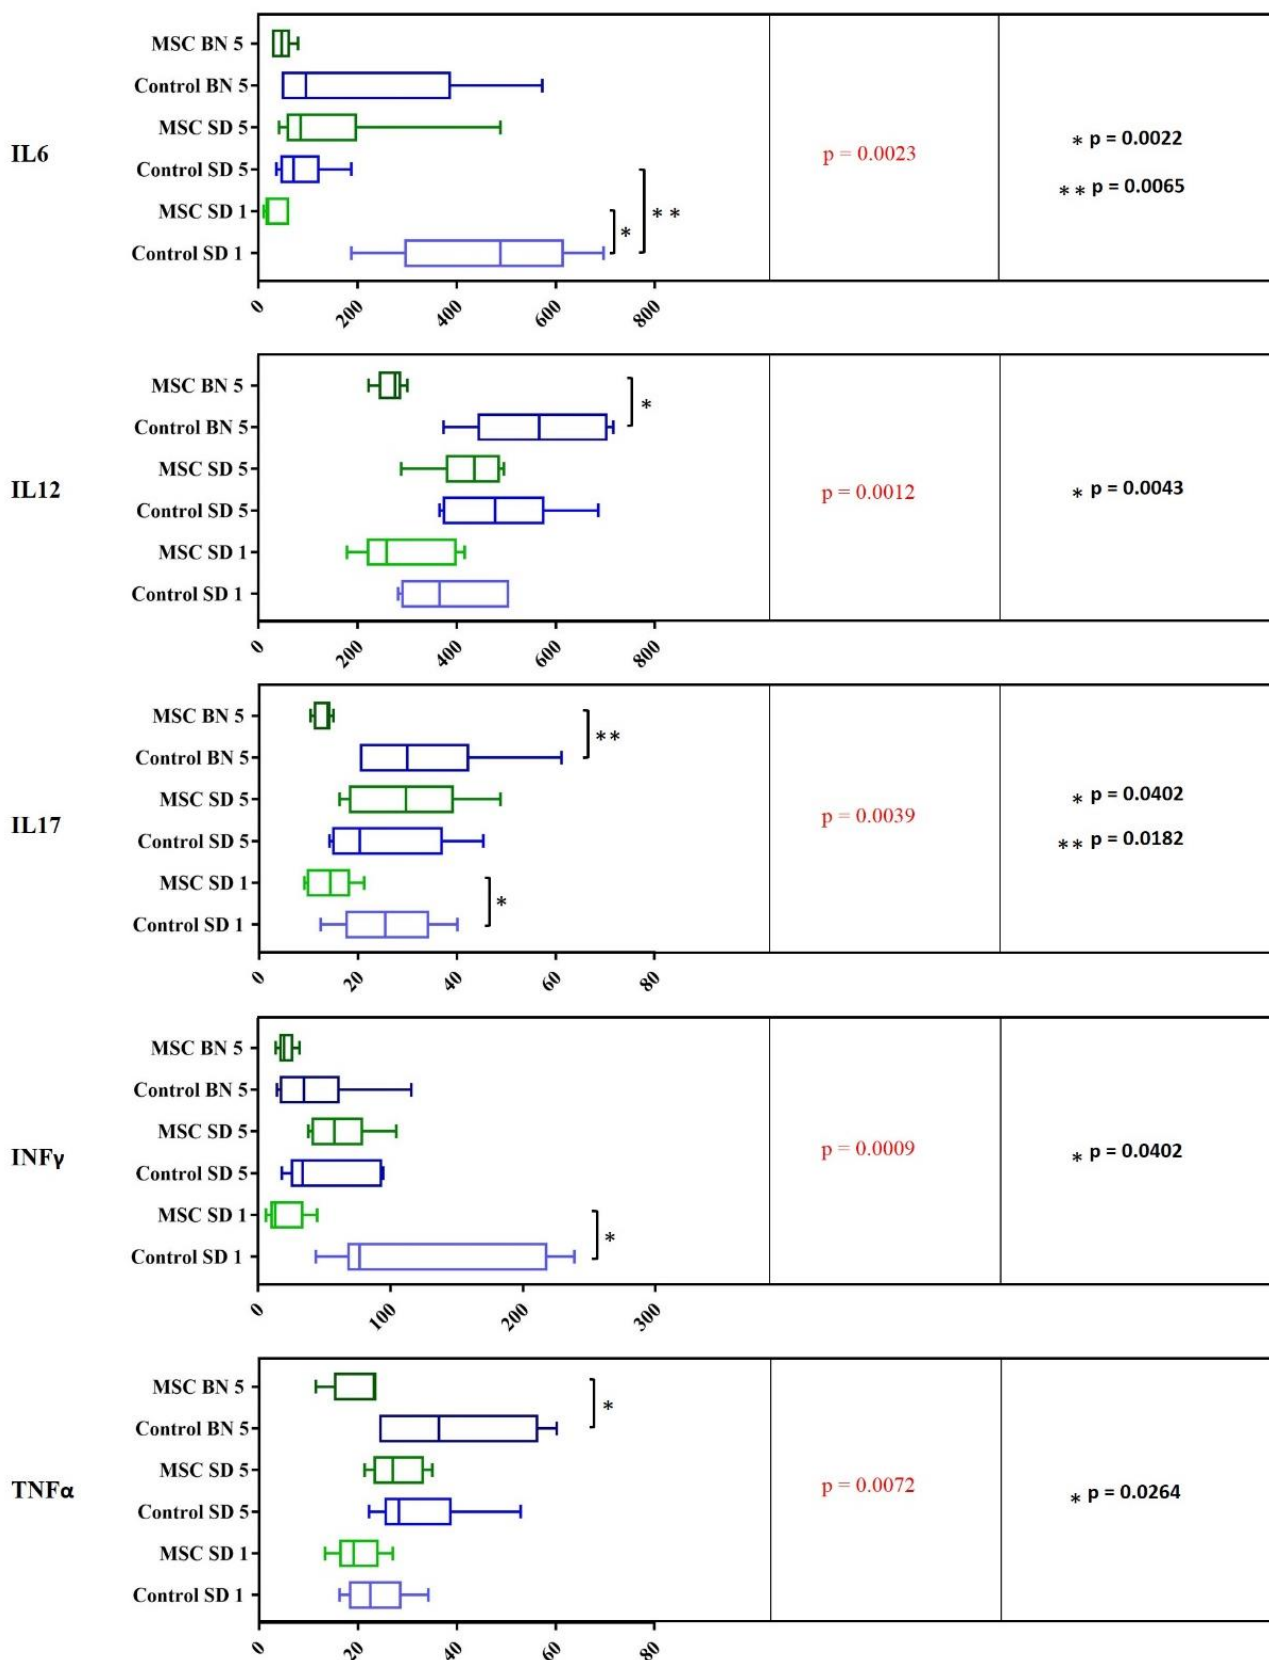 MSC BN 5
Control BN 5
MSC SD 5
IL6
p = 0.0023
* p = 0.0022
Control SD 5
** p = 0.0065
MSC SD 1
**
*
Control SD 1
0 200 400 600 800
MSC BN 5
*
Control BN 5
MSC SD 5
IL12
p = 0.0012
* p = 0.0043
Control SD 5
MSC SD 1
Control SD 1
0 200 400 600 800
MSC BN 5
**
Control BN 5
MSC SD 5
* p = 0.0402
IL17
p = 0.0039
Control SD 5
** p = 0.0182
MSC SD 1
*
Control SD 1
0 20 40 60 80
MSC BN 5
Control BN 5
MSC SD 5
INFγ
p = 0.0009
* p = 0.0402
Control SD 5
MSC SD 1
*
Control SD 1
0 100 200 300
MSC BN 5
*
Control BN 5
MSC SD 5
TNFα
p = 0.0072
* p = 0.0264
Control SD 5
MSC SD 1
Control SD 1
0 20 40 60 80